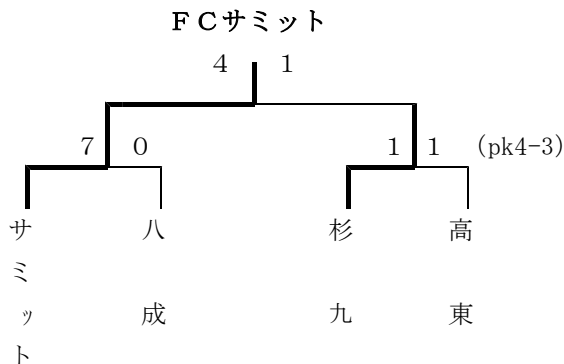 ＦＣサミット
４ １
７ ０
１ １ (pk4-3)
サミット
八成
杉九
高東